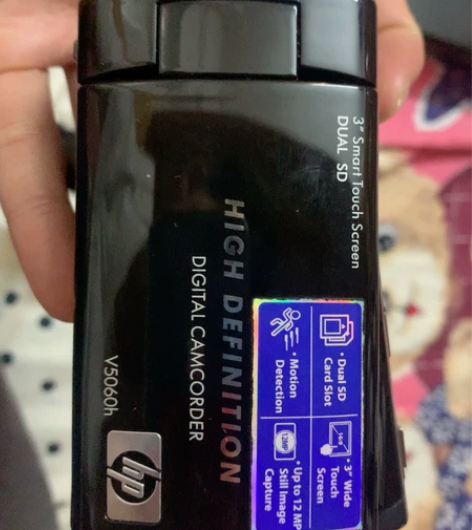 3" Smart Touch Screen
DUAL SD
HIGH DEFINITION
DIGITAL CAMCORDER
V5060h
hp
• Dual SD
Card Slot
• 3" Wide
Touch
Screen
• Motion
Detection
12MP
• Up to 12 MP
Still Image
Capture